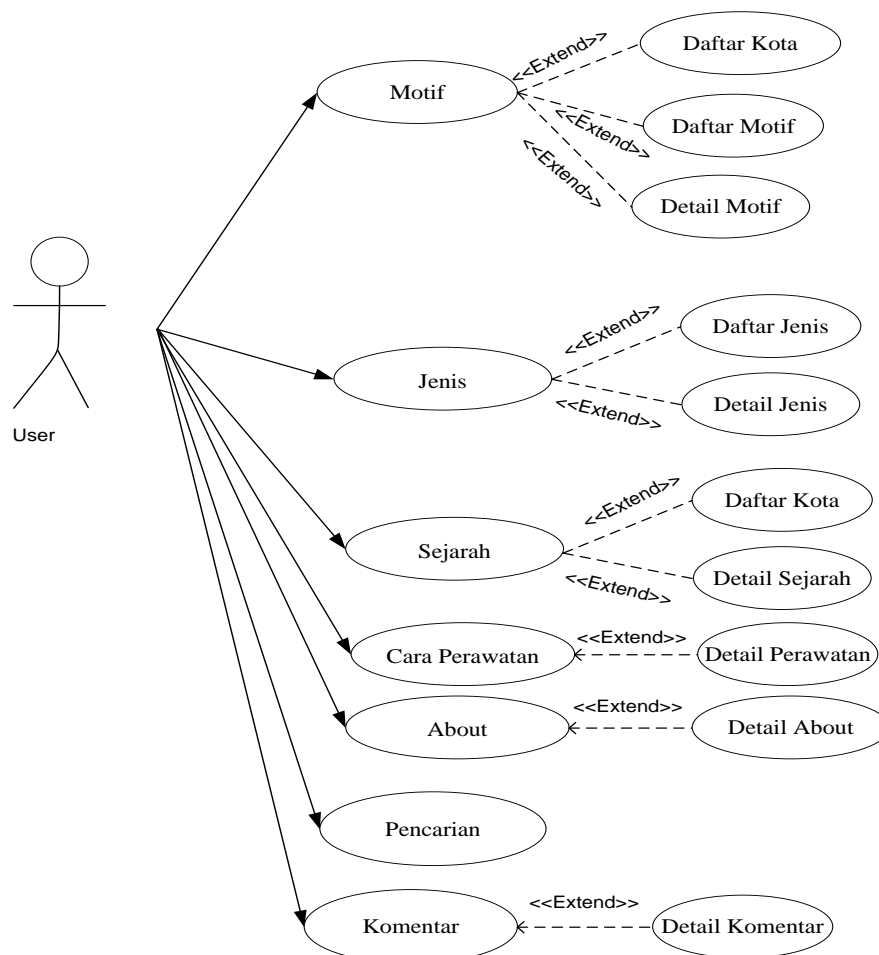 <<Extend>>
Daftar Kota
Motif
<<Extend>>
Daftar Motif
<<Extend>>
Detail Motif
User
<<Extend>>
Daftar Jenis
Jenis
<<Extend>>
Detail Jenis
<<Extend>>
Daftar Kota
Sejarah
<<Extend>>
Detail Sejarah
Cara Perawatan
<<Extend>>
Detail Perawatan
About
<<Extend>>
Detail About
Pencarian
Komentar
<<Extend>>
Detail Komentar